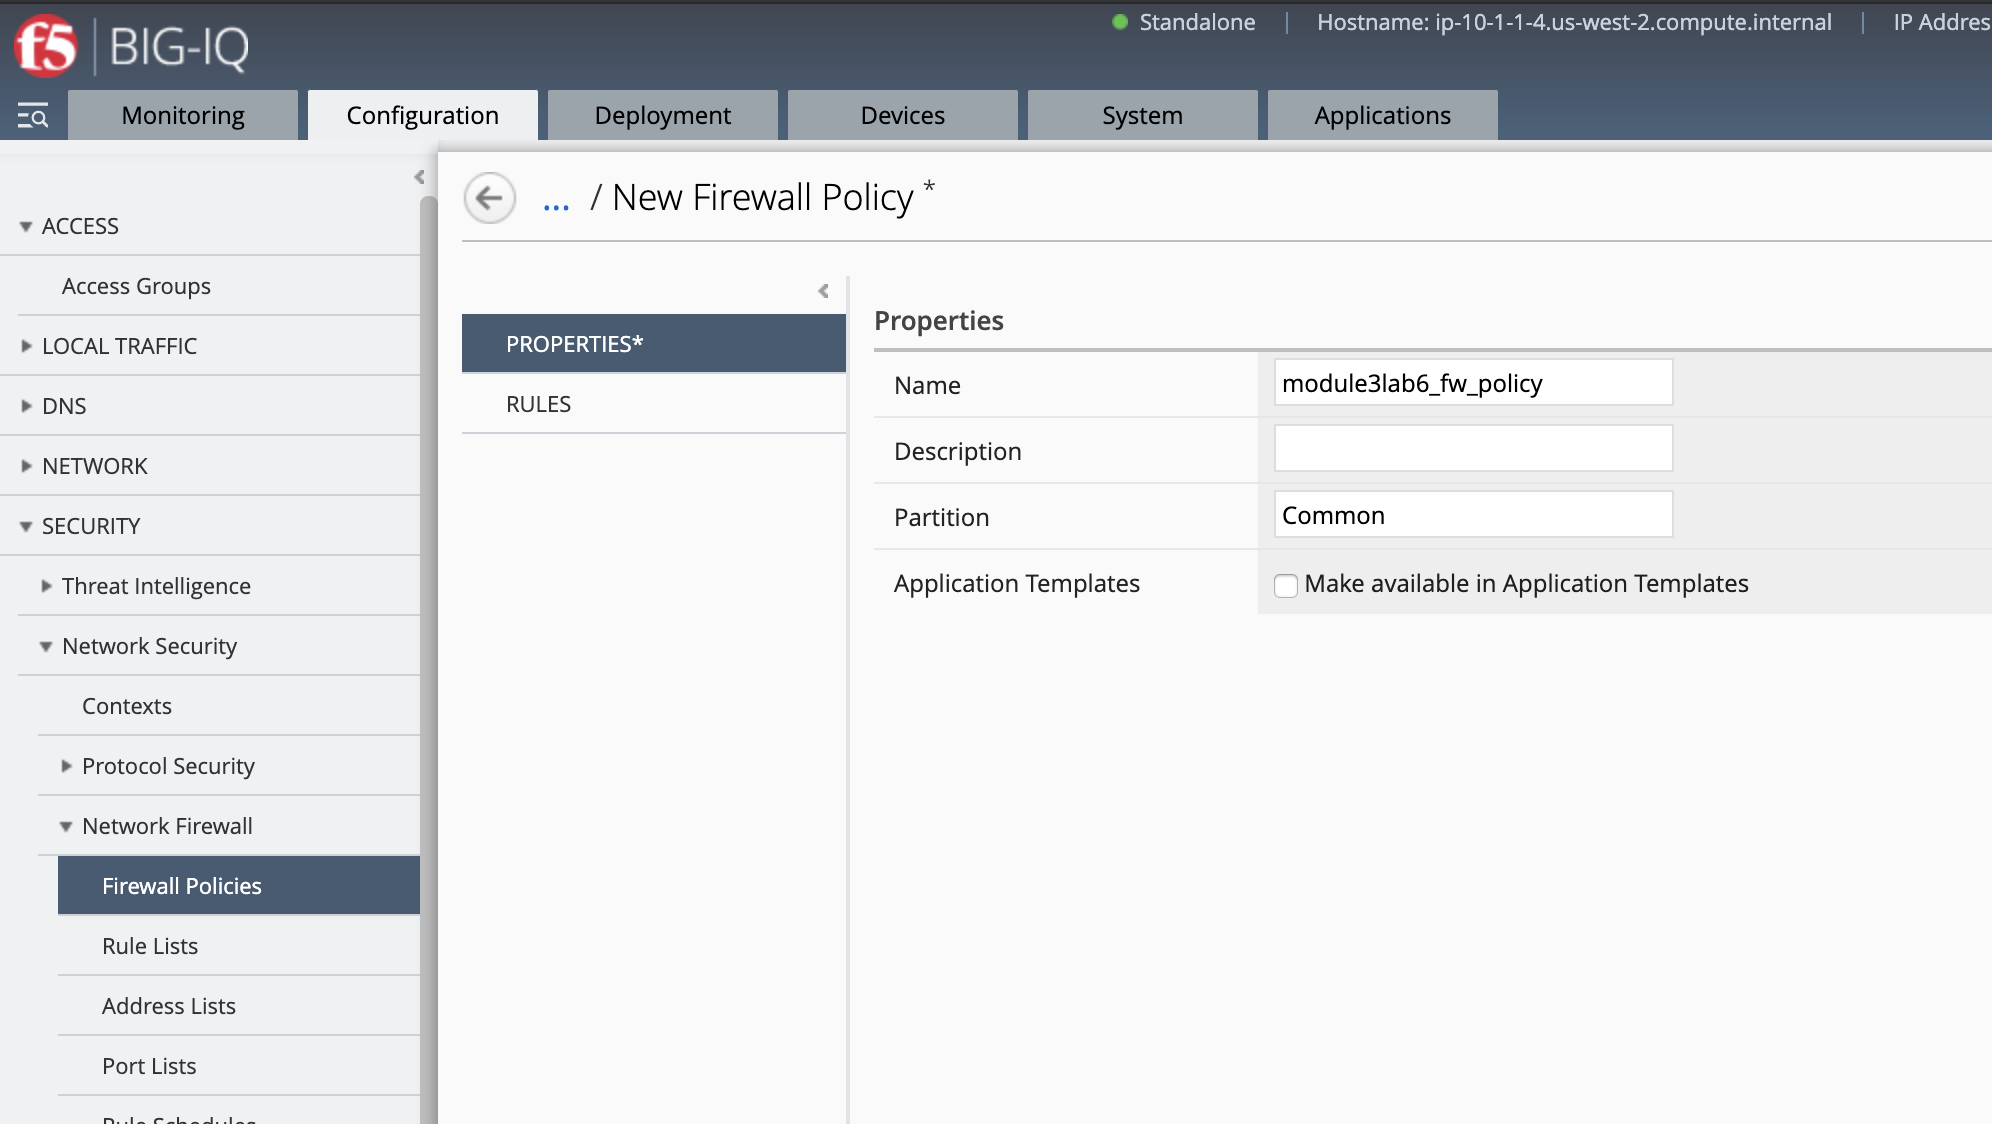 f5 BIG-IQ
Standalone | Hostname: ip-10-1-1-4.us-west-2.compute.internal | IP Addres
Monitoring
Configuration
Deployment
Devices
System
Applications
ACCESS
Access Groups
LOCAL TRAFFIC
DNS
NETWORK
SECURITY
Threat Intelligence
Network Security
Contexts
Protocol Security
Network Firewall
Firewall Policies
Rule Lists
Address Lists
Port Lists
Rule Schedules
... / New Firewall Policy *
PROPERTIES*
RULES
Properties
Name module3lab6_fw_policy
Description
Partition Common
Application Templates Make available in Application Templates